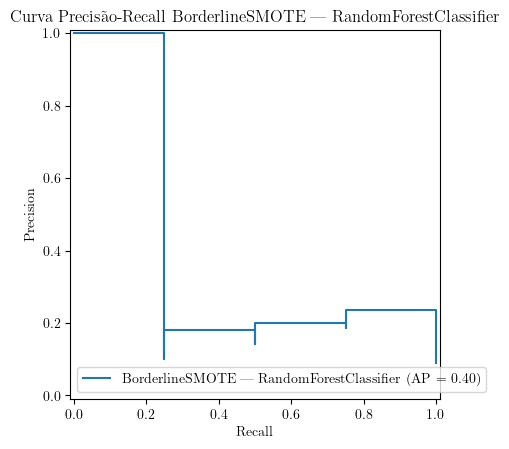 Curva Precisão-Recall BorderlineSMOTE — RandomForestClassifier
1.0
0.8
0.6
0.4
0.2
0.0
Precision
BorderlineSMOTE — RandomForestClassifier (AP = 0.40)
0.0 0.2 0.4 0.6 0.8 1.0
Recall